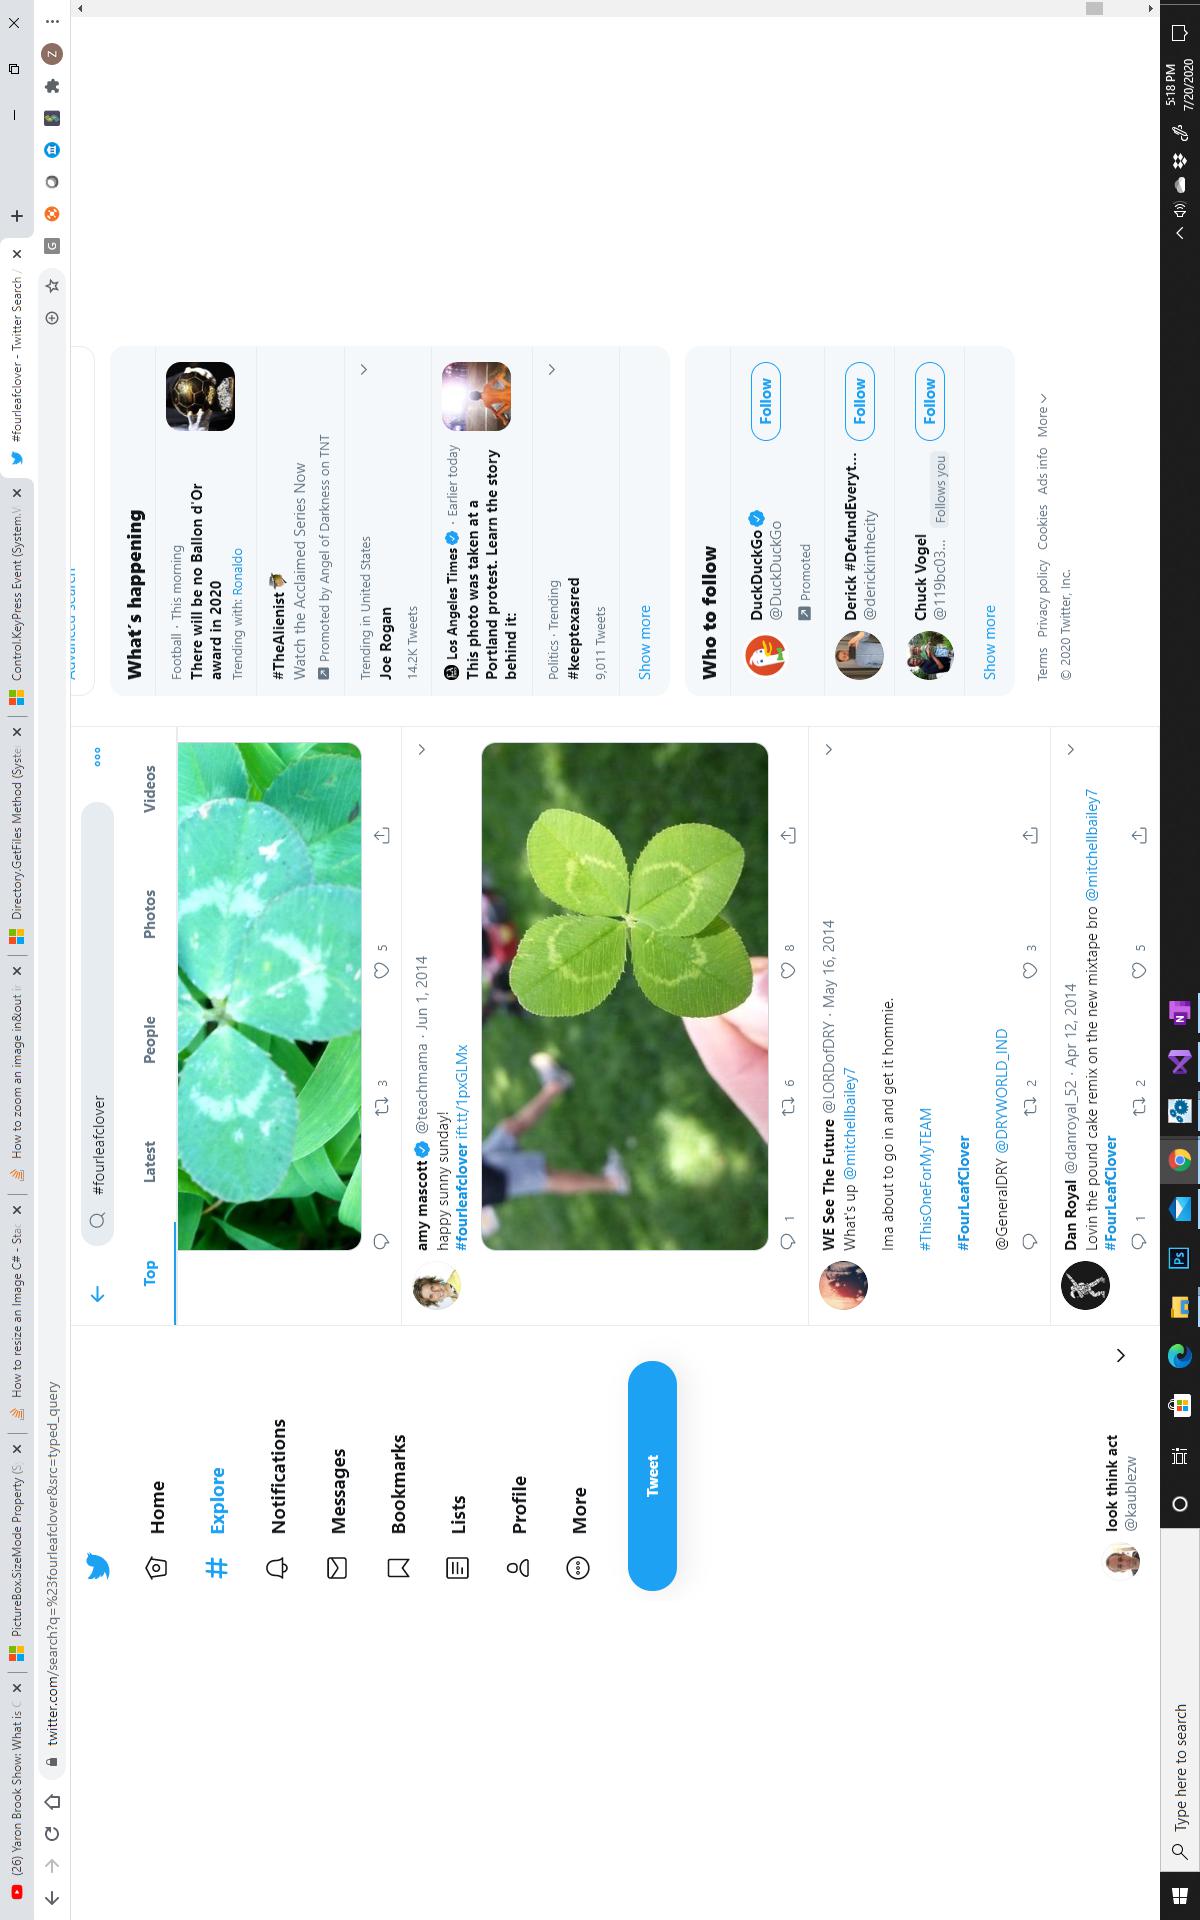 (26) Yaron Brook Show: What is
PictureBox.SizeMode Property (S
How to resize an Image C# - Stac
How to zoom an image in&out in
Directory.GetFiles Method (Syste
Control.KeyPress Event (System.W
#fourleafclover - Twitter Search /
twitter.com/search?q=%23fourleafclover&src=typed_query
G
Z
Home
Explore
Notifications
Messages
Bookmarks
Lists
Profile
More
Tweet
look think act
@kaublezw
#fourleafclover
Top Latest People Photos Videos
3 5
amy mascott @teachmama · Jun 1, 2014
happy sunny sunday!
#fourleafclover ift.tt/1pxGLMx
1 6 8
WE See The Future @LORDofDRY · May 16, 2014
What's up @mitchellbailey7
Ima about to go in and get it hommie.
#ThisOneForMyTEAM
#FourLeafClover
@GeneralDRY @DRYWORLD_IND
2 3
Dan Royal @danroyal_52 · Apr 12, 2014
Lovin the pound cake remix on the new mixtape bro @mitchellbailey7
#FourLeafClover
1 2 5
Advanced search
What's happening
Football · This morning
There will be no Ballon d'Or
award in 2020
Trending with: Ronaldo
#TheAlienist
Watch the Acclaimed Series Now
Promoted by Angel of Darkness on TNT
Trending in United States
Joe Rogan
14.2K Tweets
Los Angeles Times · Earlier today
This photo was taken at a
Portland protest. Learn the story
behind it:
Politics · Trending
#keeptexasred
9,011 Tweets
Show more
Who to follow
DuckDuckGo
@DuckDuckGo
Follow
Promoted
Derick #DefundEveryt...
@derickinthecity
Follow
Chuck Vogel
@119bc03... Follows you
Follow
Show more
Terms Privacy policy Cookies Ads info More
© 2020 Twitter, Inc.
Type here to search
Ps
N
5:18 PM
7/20/2020